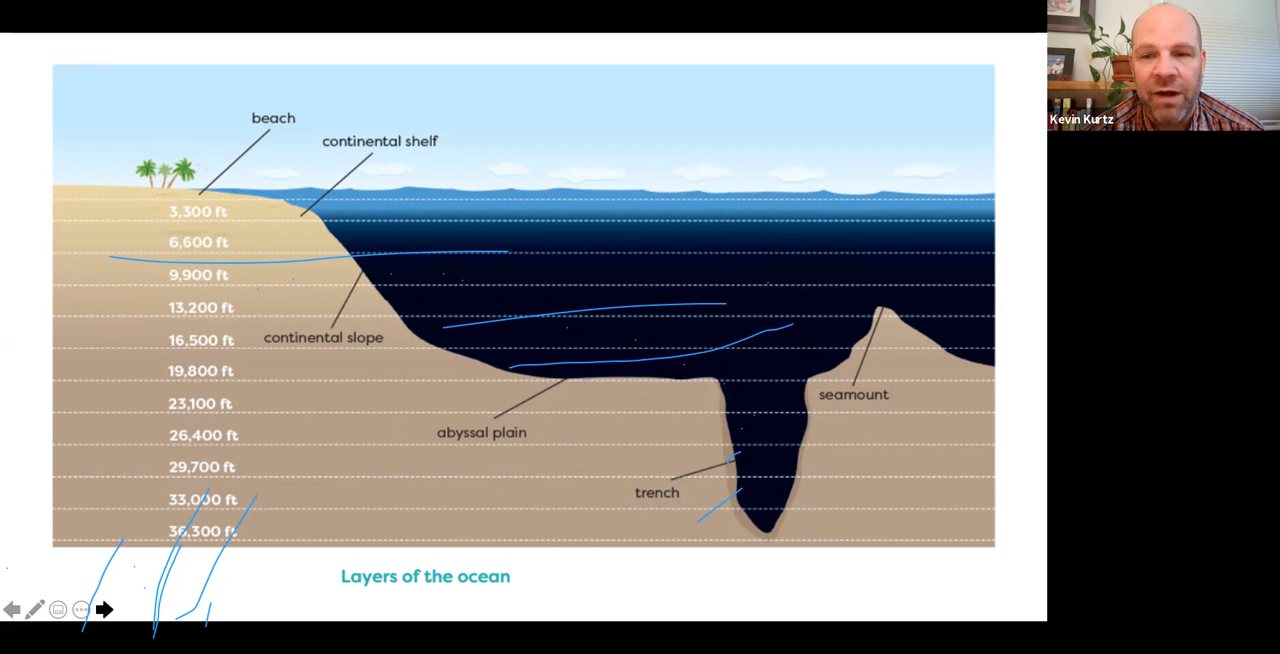 Kevin Kurtz
beach
continental shelf
3,300 ft
6,600 ft
9,900 ft
13,200 ft
continental slope
16,500 ft
19,800 ft
seamount
23,100 ft
abyssal plain
26,400 ft
29,700 ft
trench
33,000 ft
36,300 ft
Layers of the ocean